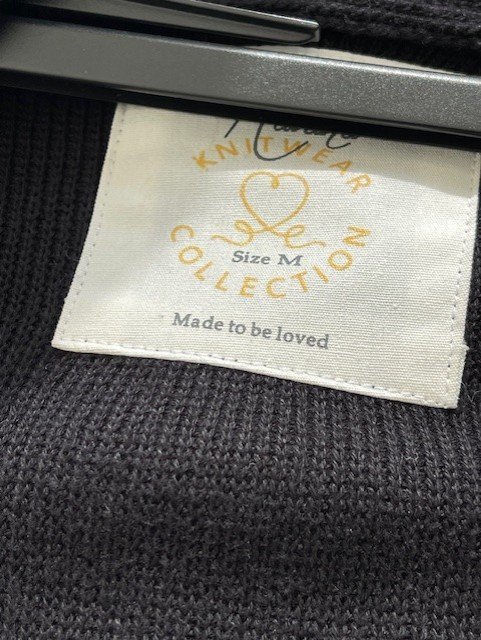 KNITWEAR
Size M
COLLECTION
Made to be loved